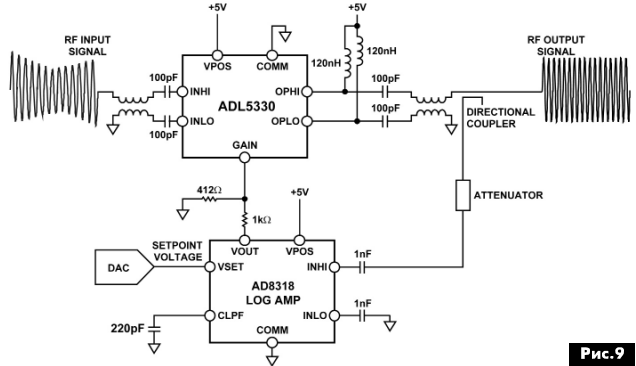 +5V
+5V
RF INPUT
SIGNAL
RF OUTPUT
SIGNAL
120nH
120nH
VPOS
COMM
100pF
100pF
INHI
OPHI
ADL5330
100pF
100pF
INLO
OPLO
DIRECTIONAL
COUPLER
GAIN
412Ω
+5V
ATTENUATOR
1kΩ
SETPOINT
VOLTAGE
VOUT
VPOS
1nF
DAC
VSET
INHI
AD8318
LOG AMP
1nF
220pF
CLPF
INLO
COMM
Рис.9